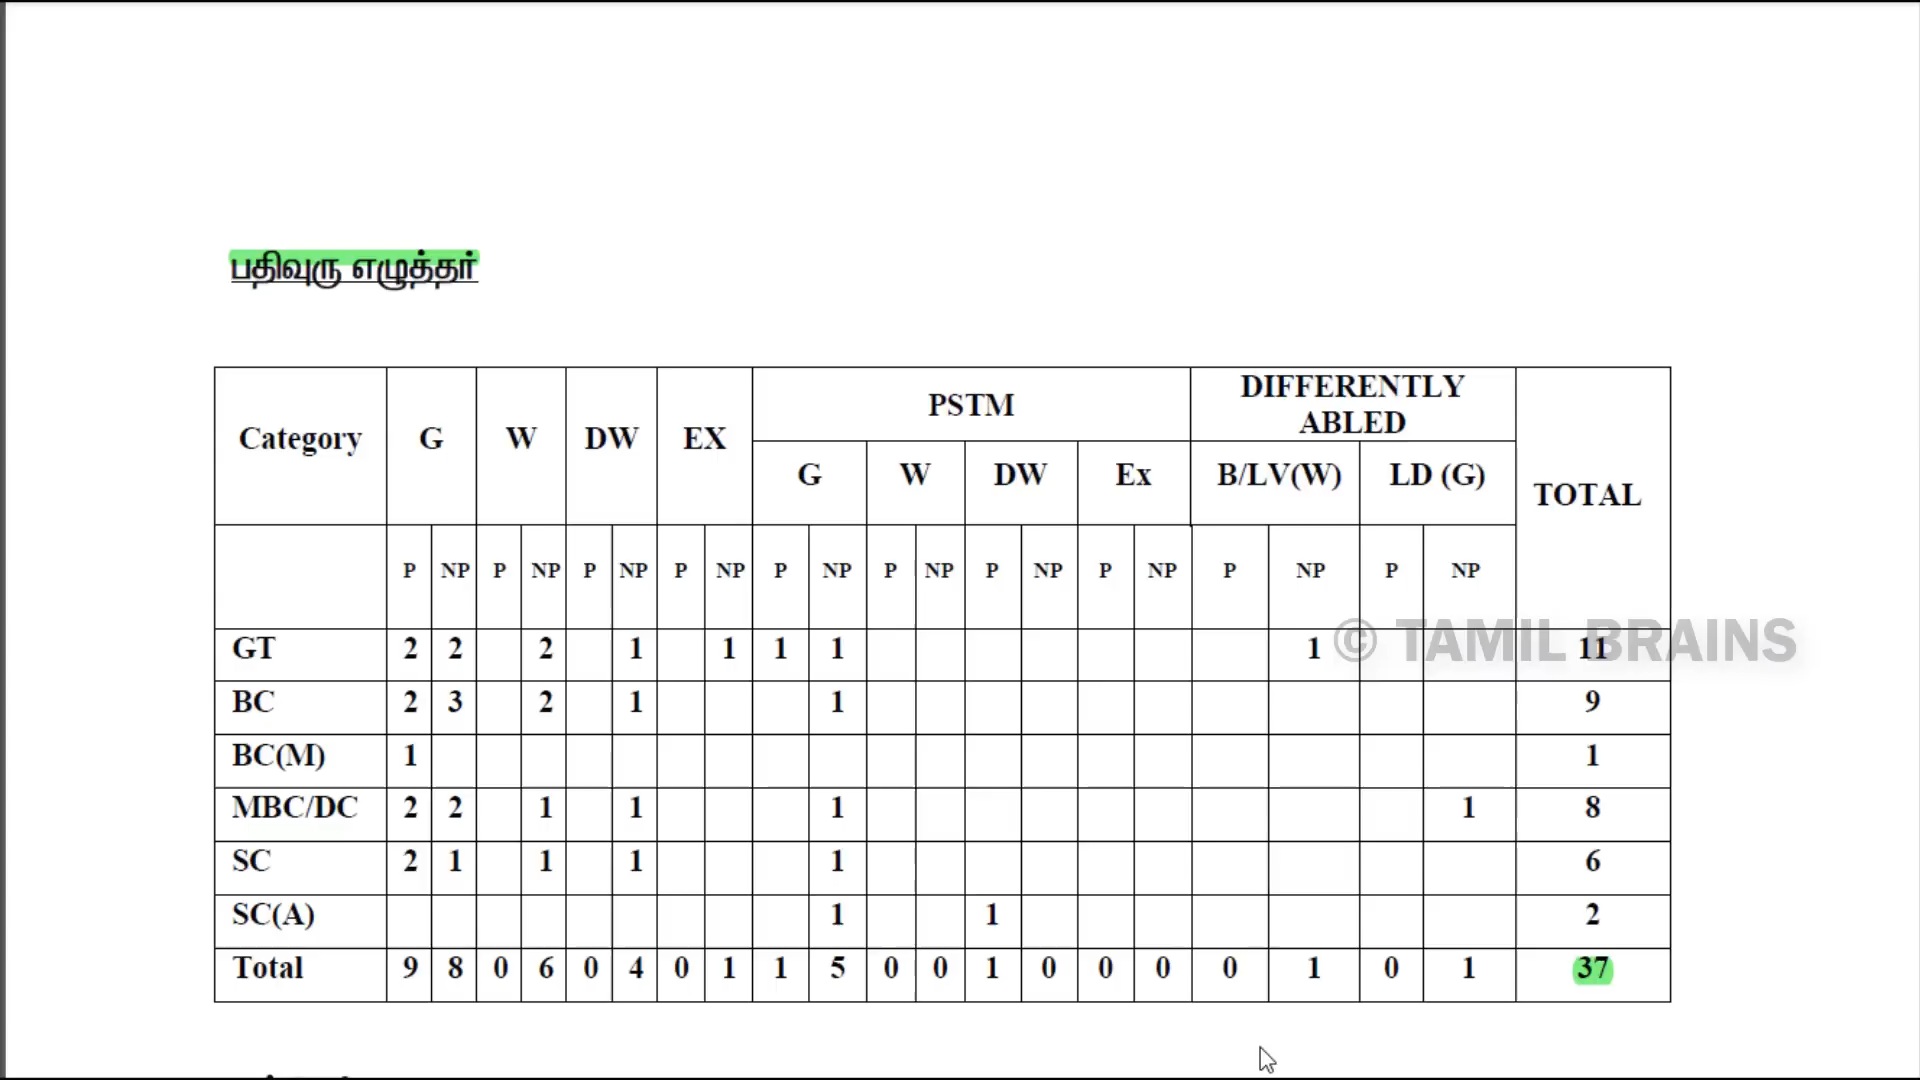 பதிவுரு எழுத்தர்
Category G W DW EX PSTM DIFFERENTLY ABLED TOTAL
G W DW Ex B/LV(W) LD (G)
P NP P NP P NP P NP P NP P NP P NP P NP P NP P NP
GT 2 2 2 1 1 1 1 1 11
© TAMIL BRAINS
BC 2 3 2 1 1 9
BC(M) 1 1
MBC/DC 2 2 1 1 1 1 8
SC 2 1 1 1 1 6
SC(A) 1 1 2
Total 9 8 0 6 0 4 0 1 1 5 0 0 1 0 0 0 0 1 0 1 37